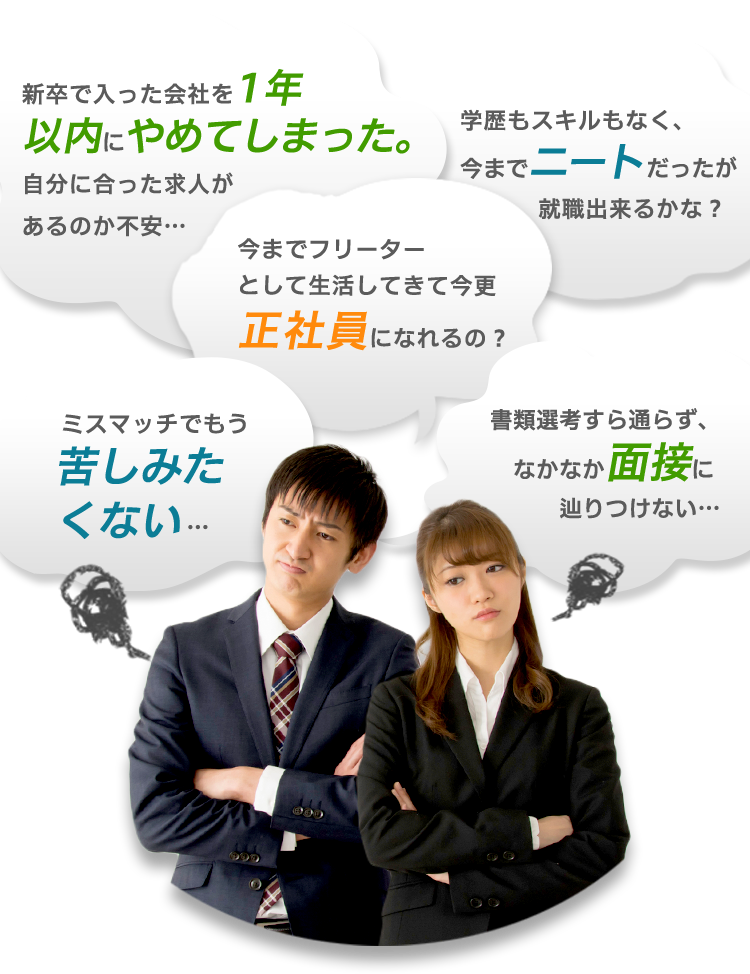 新卒で入った会社を1年
以内にやめてしまった。
自分に合った求人が
あるのか不安…
学歴もスキルもなく、
今までニートだったが
就職出来るかな？
今までフリーター
として生活してきて今更
正社員になれるの？
ミスマッチでもう
苦しみた
くない…
書類選考すら通らず、
なかなか面接に
辿りつけない…